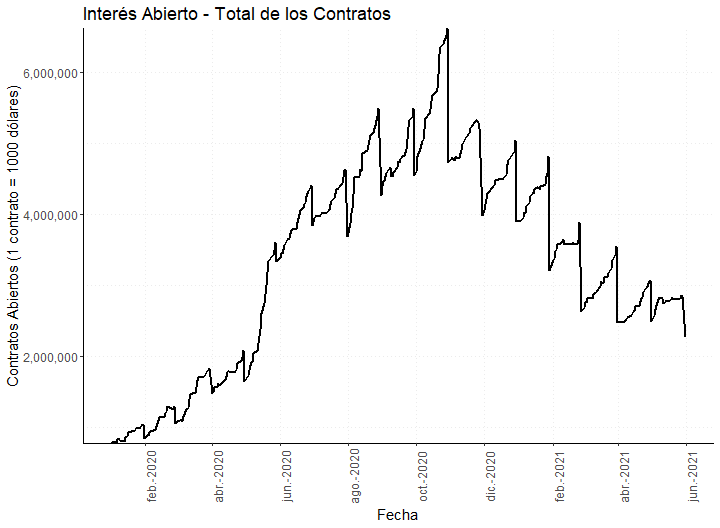 Interés Abierto - Total de los Contratos
Contratos Abiertos (1 contrato = 1000 dólares)
6,000,000
4,000,000
2,000,000
feb.-2020
abr.-2020
jun.-2020
ago.-2020
oct.-2020
dic.-2020
feb.-2021
abr.-2021
jun.-2021
Fecha